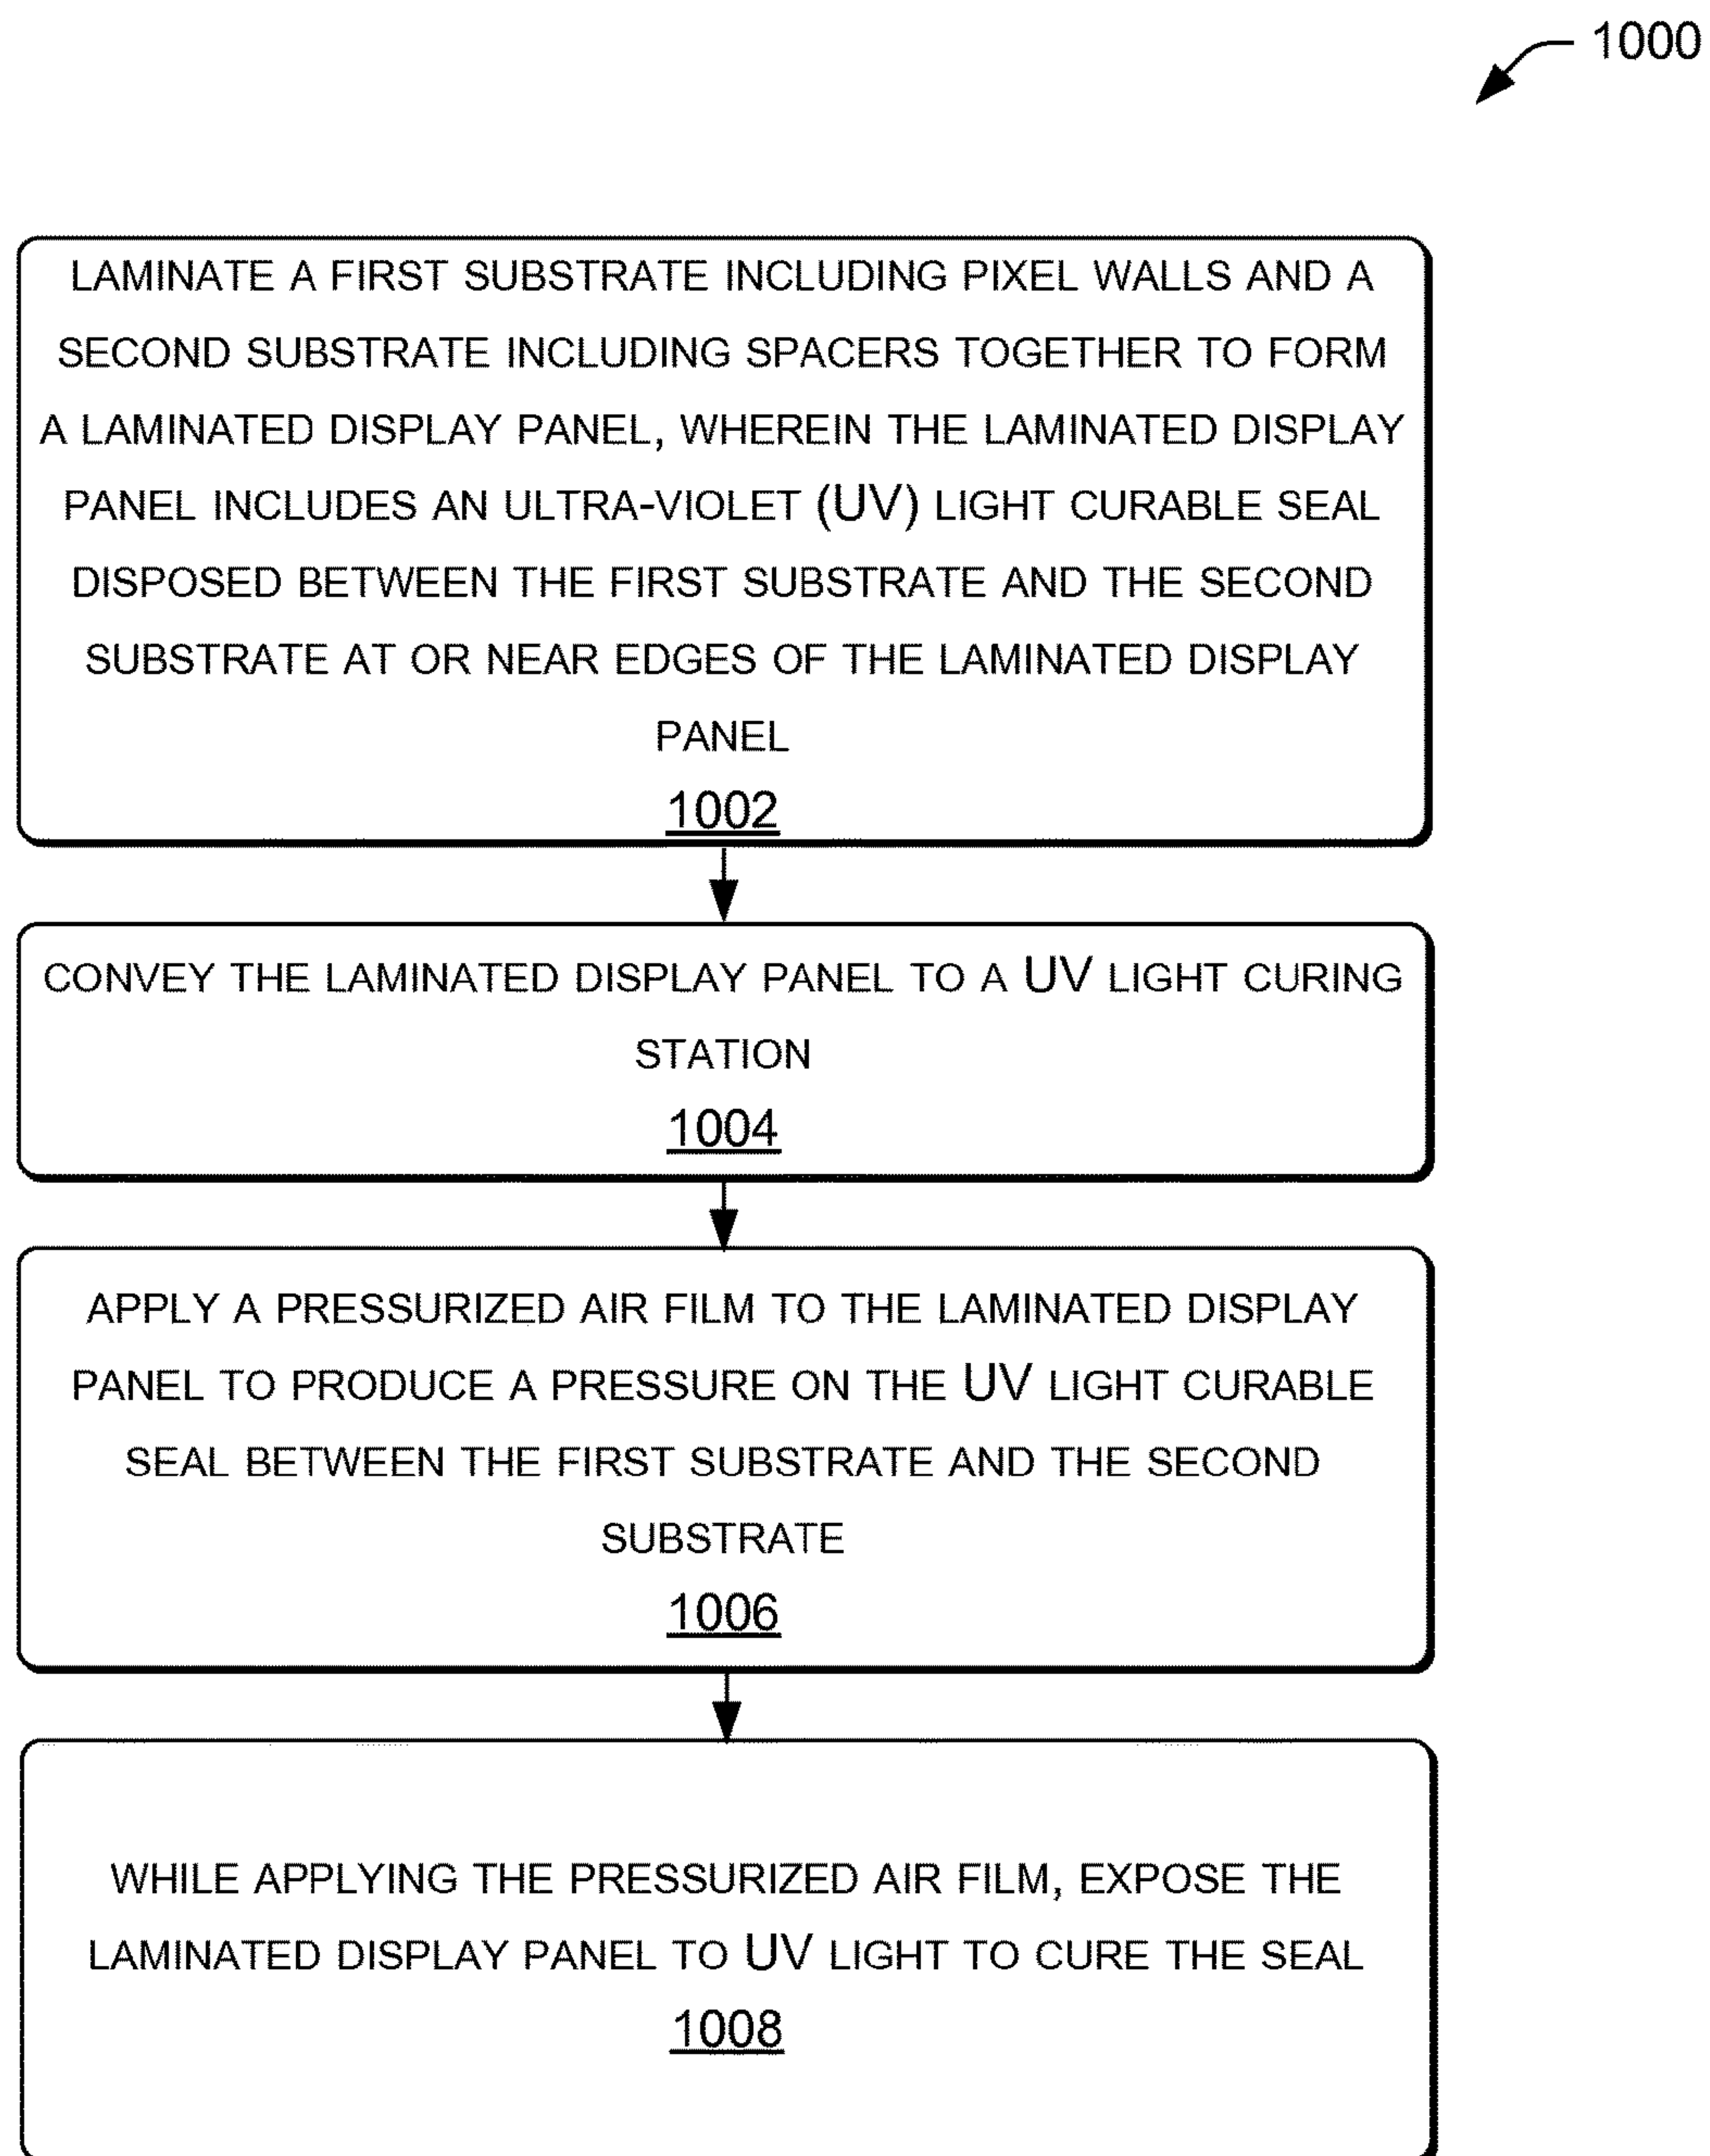 1000
LAMINATE A FIRST SUBSTRATE INCLUDING PIXEL WALLS AND A
SECOND SUBSTRATE INCLUDING SPACERS TOGETHER TO FORM
A LAMINATED DISPLAY PANEL, WHEREIN THE LAMINATED DISPLAY
PANEL INCLUDES AN ULTRA-VIOLET (UV) LIGHT CURABLE SEAL
DISPOSED BETWEEN THE FIRST SUBSTRATE AND THE SECOND
SUBSTRATE AT OR NEAR EDGES OF THE LAMINATED DISPLAY
PANEL
1002
CONVEY THE LAMINATED DISPLAY PANEL TO A UV LIGHT CURING
STATION
1004
APPLY A PRESSURIZED AIR FILM TO THE LAMINATED DISPLAY
PANEL TO PRODUCE A PRESSURE ON THE UV LIGHT CURABLE
SEAL BETWEEN THE FIRST SUBSTRATE AND THE SECOND
SUBSTRATE
1006
WHILE APPLYING THE PRESSURIZED AIR FILM, EXPOSE THE
LAMINATED DISPLAY PANEL TO UV LIGHT TO CURE THE SEAL
1008